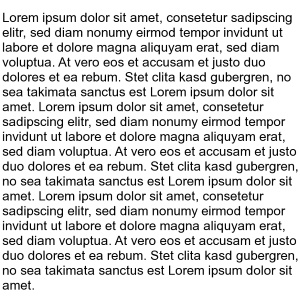 Lorem ipsum dolor sit amet, consetetur sadipscing
elitr, sed diam nonumy eirmod tempor invidunt ut
labore et dolore magna aliquyam erat, sed diam
voluptua. At vero eos et accusam et justo duo
dolores et ea rebum. Stet clita kasd gubergren, no
sea takimata sanctus est Lorem ipsum dolor sit
amet. Lorem ipsum dolor sit amet, consetetur
sadipscing elitr, sed diam nonumy eirmod tempor
invidunt ut labore et dolore magna aliquyam erat,
sed diam voluptua. At vero eos et accusam et justo
duo dolores et ea rebum. Stet clita kasd gubergren,
no sea takimata sanctus est Lorem ipsum dolor sit
amet. Lorem ipsum dolor sit amet, consetetur
sadipscing elitr, sed diam nonumy eirmod tempor
invidunt ut labore et dolore magna aliquyam erat,
sed diam voluptua. At vero eos et accusam et justo
duo dolores et ea rebum. Stet clita kasd gubergren,
no sea takimata sanctus est Lorem ipsum dolor sit
amet.